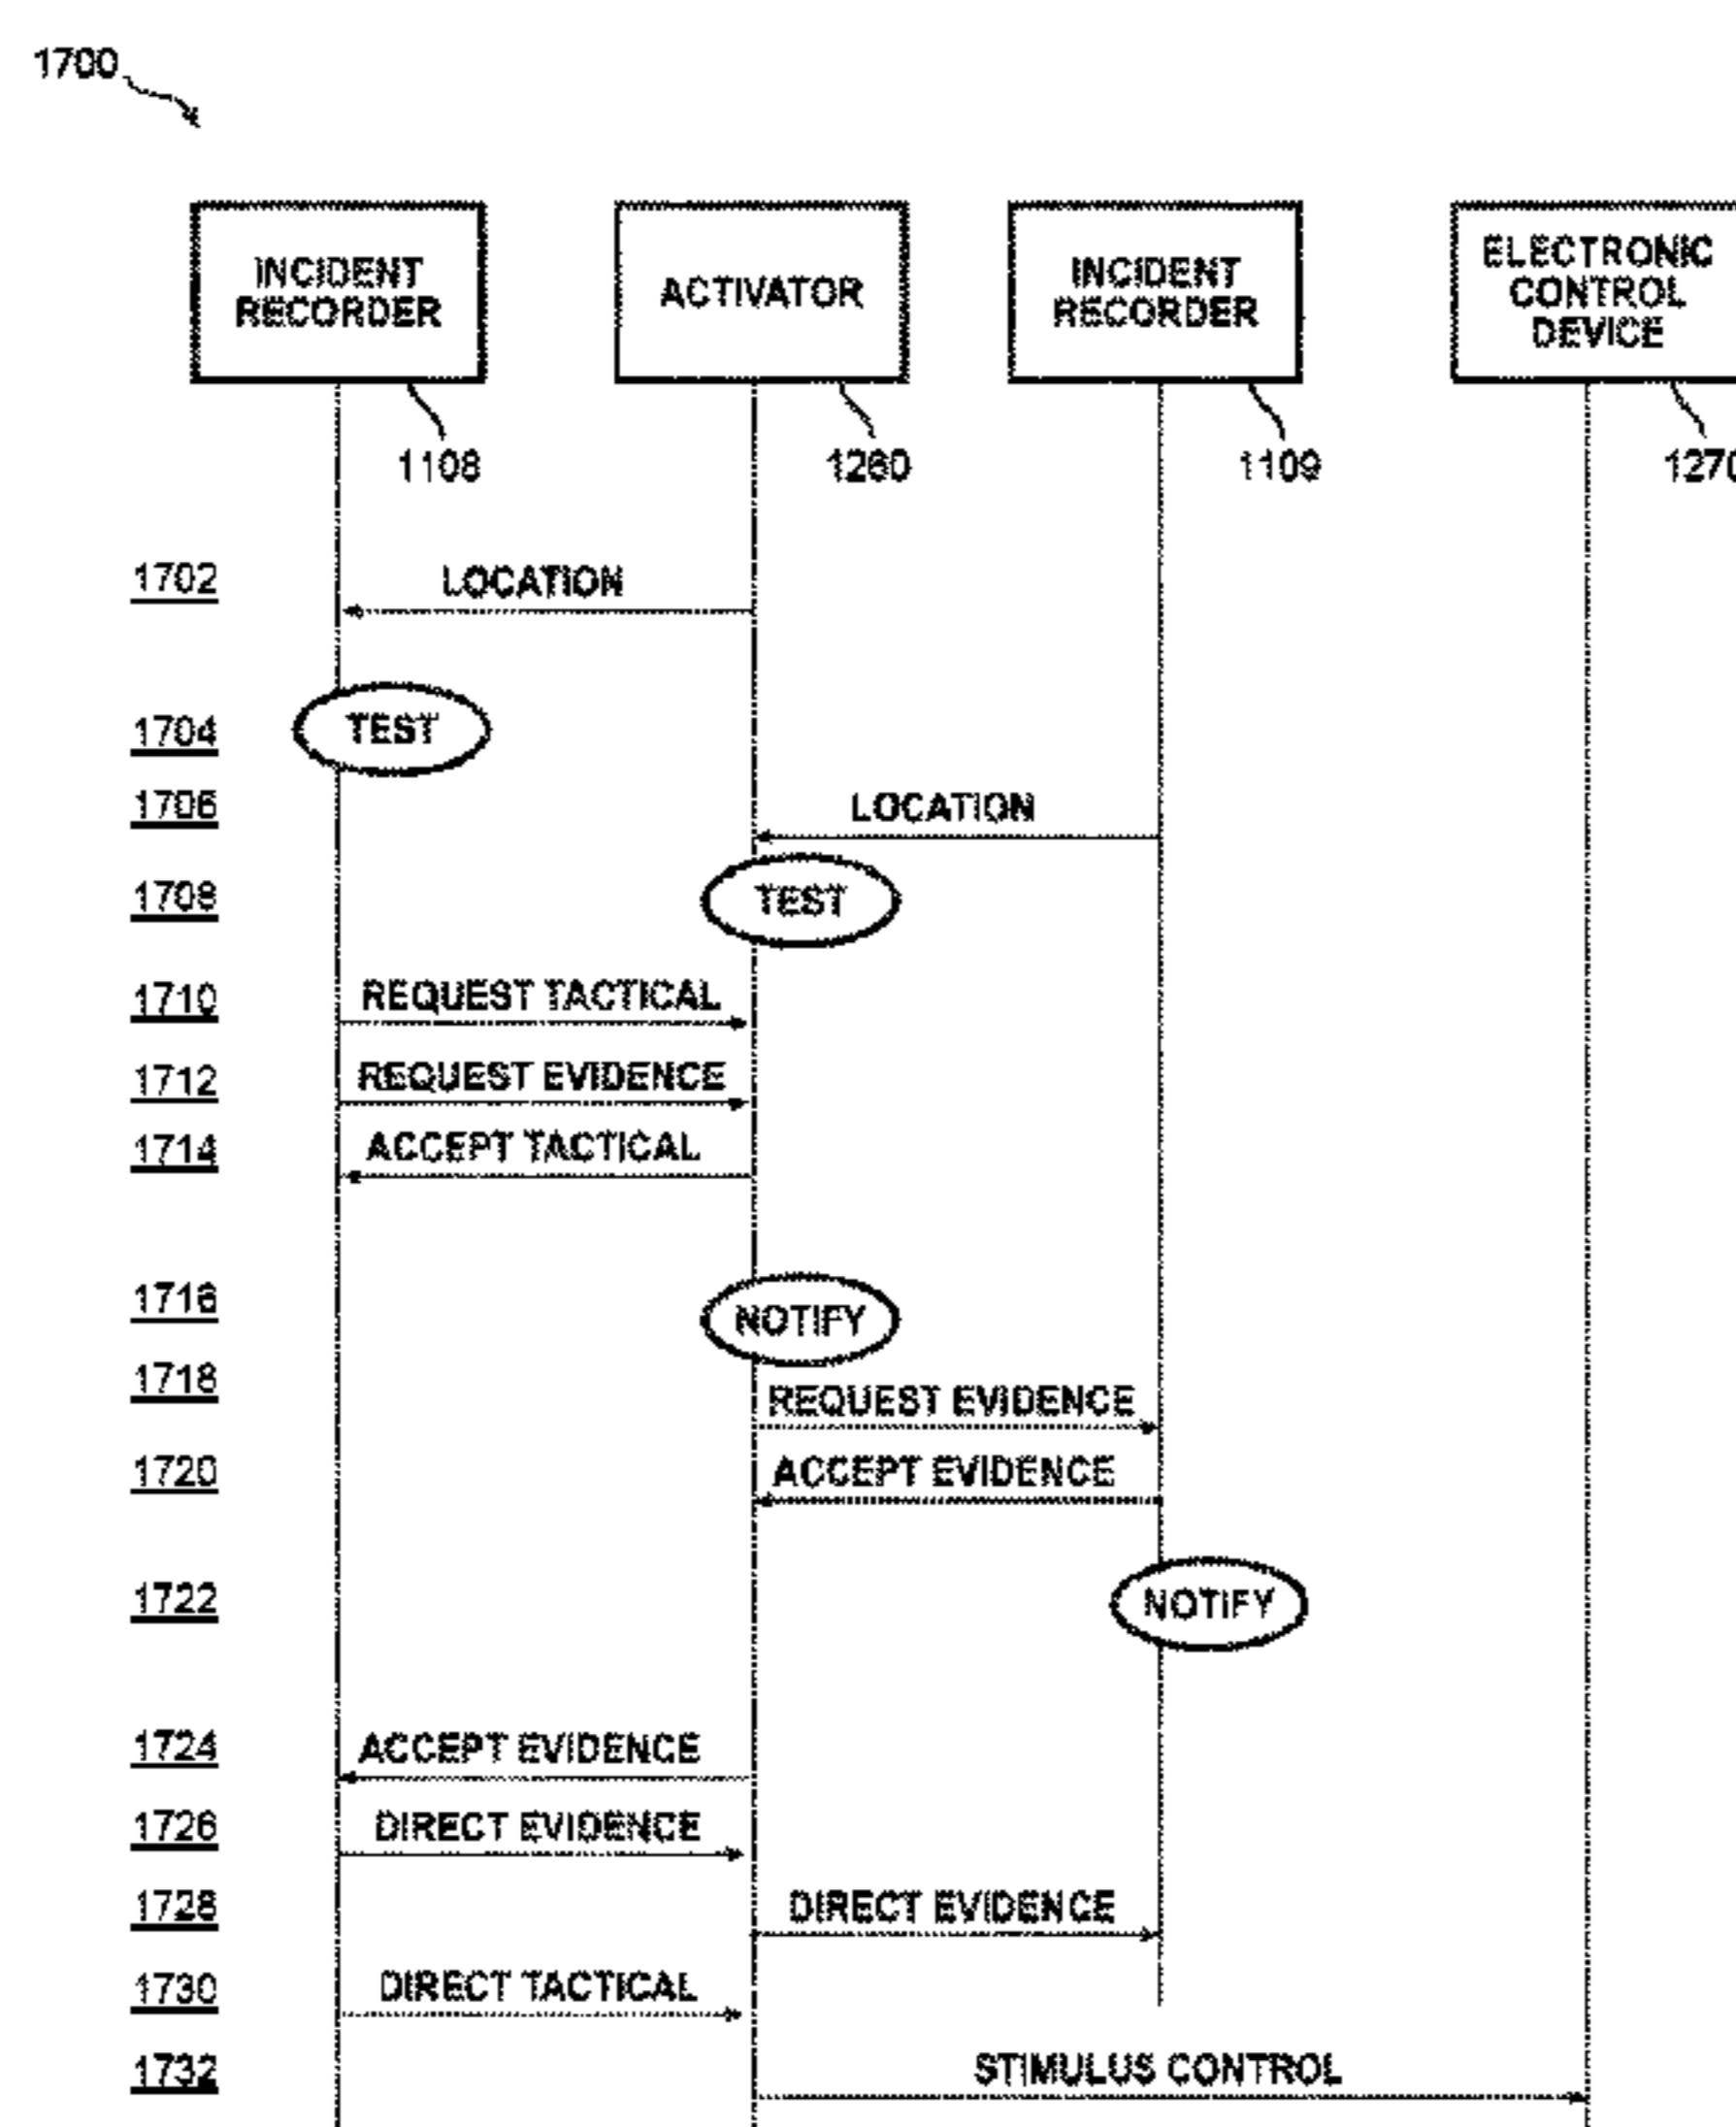 1700
INCIDENT
RECORDER
ACTIVATOR
INCIDENT
RECORDER
ELECTRONIC
CONTROL
DEVICE
1108
1260
1109
1270
1702
LOCATION
1704
TEST
1706
LOCATION
1708
TEST
1710
REQUEST TACTICAL
1712
REQUEST EVIDENCE
1714
ACCEPT TACTICAL
1716
NOTIFY
1718
REQUEST EVIDENCE
1720
ACCEPT EVIDENCE
1722
NOTIFY
1724
ACCEPT EVIDENCE
1726
DIRECT EVIDENCE
1728
DIRECT EVIDENCE
1730
DIRECT TACTICAL
1732
STIMULUS CONTROL